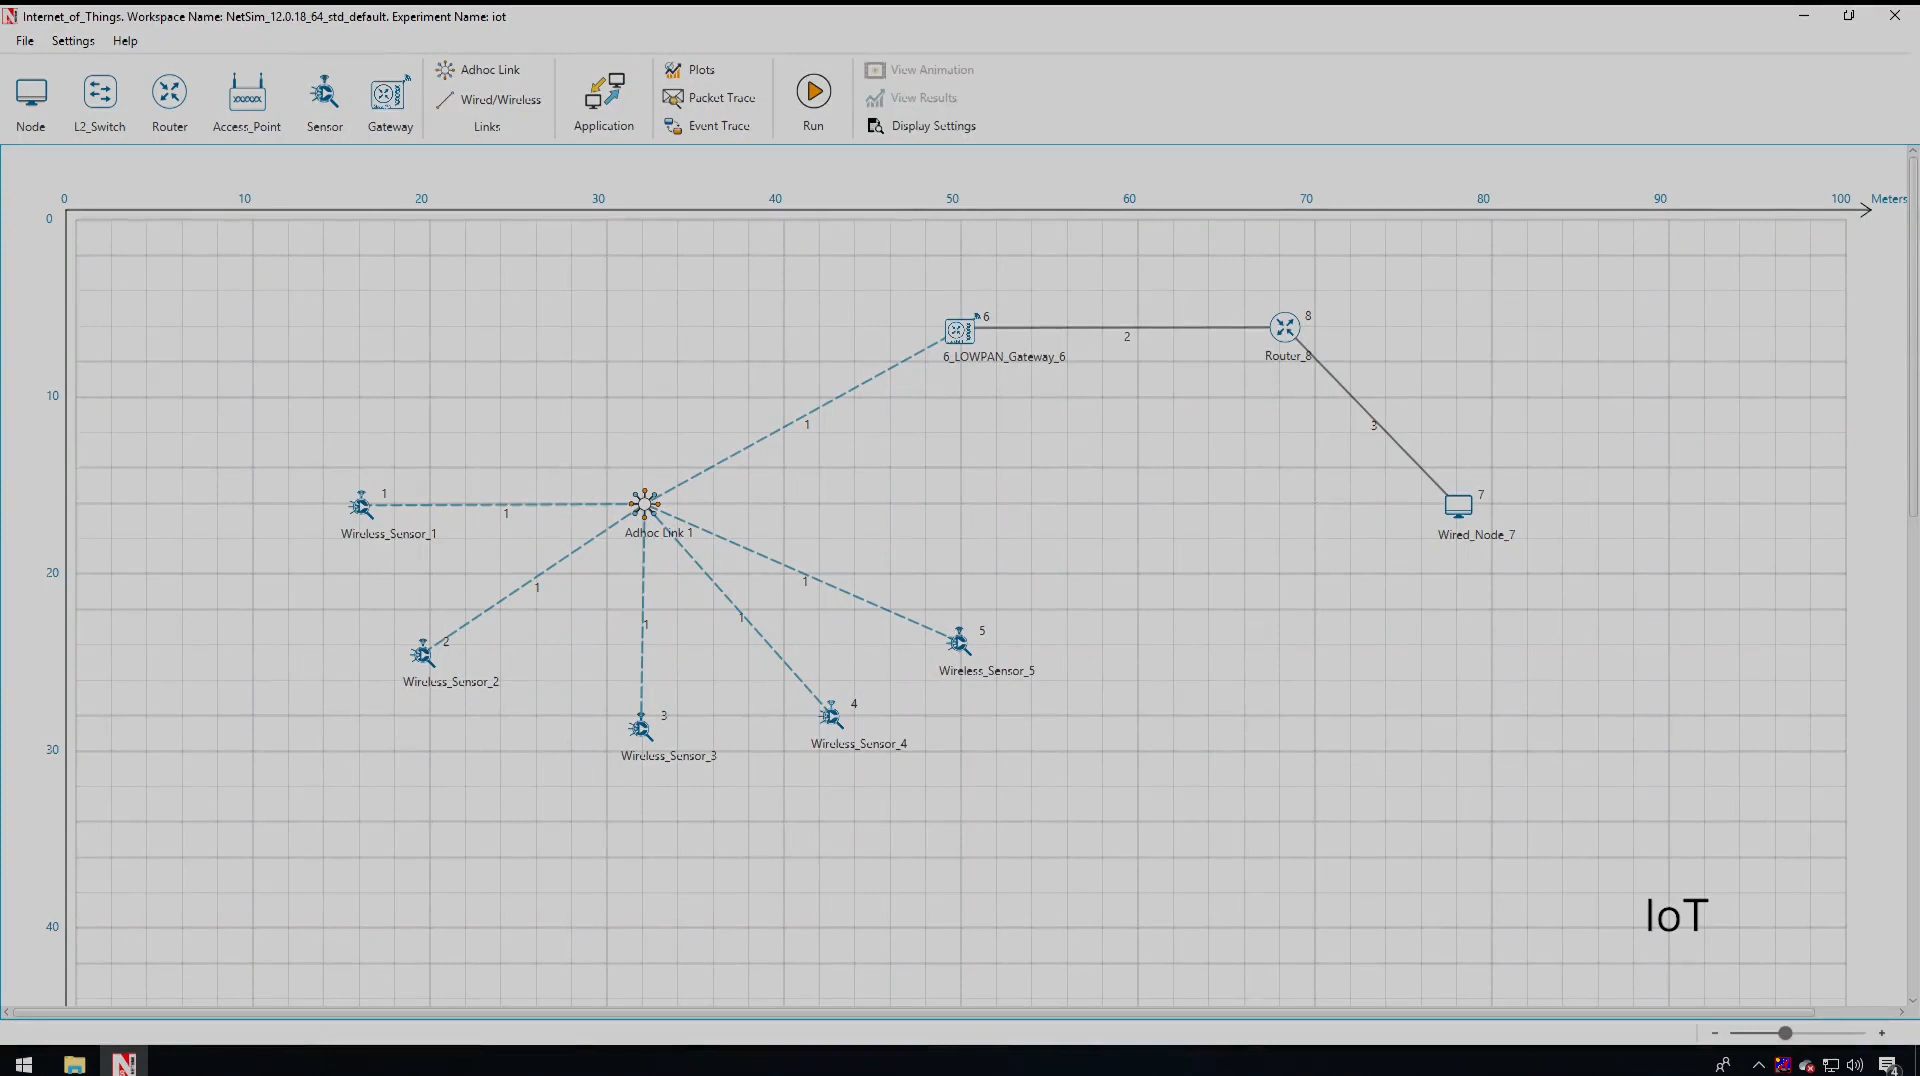 Internet_of_Things. Workspace Name: NetSim_12.0.18_64_std_default. Experiment Name: iot
File Settings Help
Node
L2_Switch
Router
Access_Point
Sensor
Gateway
Adhoc Link
Wired/Wireless
Links
Application
Plots
Packet Trace
Event Trace
Run
View Animation
View Results
Display Settings
0 10 20 30 40 50 60 70 80 90 100 Meters
0
6
8
2
6_LOWPAN_Gateway_6
Router_8
10
1
3
1
7
1
Adhoc Link 1
Wireless_Sensor_1
Wired_Node_7
20
1
1
1
1
5
2
Wireless_Sensor_5
Wireless_Sensor_2
4
3
Wireless_Sensor_4
30
Wireless_Sensor_3
IoT
40
4